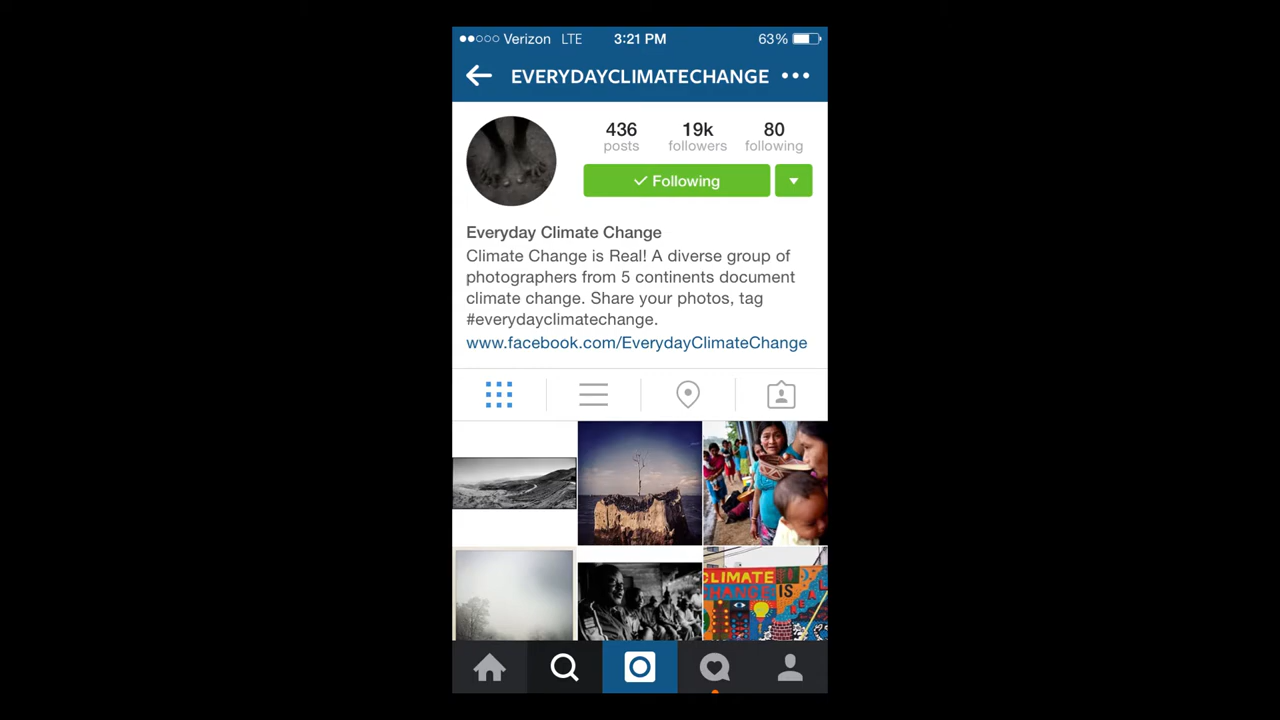 Verizon LTE 3:21 PM 63%
EVERYDAYCLIMATECHANGE
436 19k 80
posts followers following
Following
Everyday Climate Change
Climate Change is Real! A diverse group of
photographers from 5 continents document
climate change. Share your photos, tag
#everydayclimatechange.
www.facebook.com/EverydayClimateChange
CLIMATE
CHANGE IS
REAL